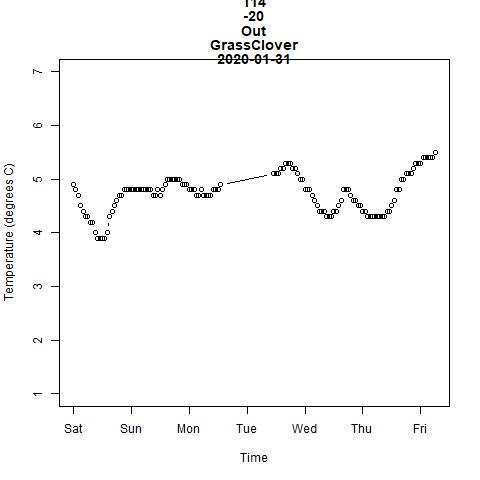 114
-20
Out
GrassClover
2020-01-31
Temperature (degrees C)
7
6
5
4
3
2
1
Sat Sun Mon Tue Wed Thu Fri
Time